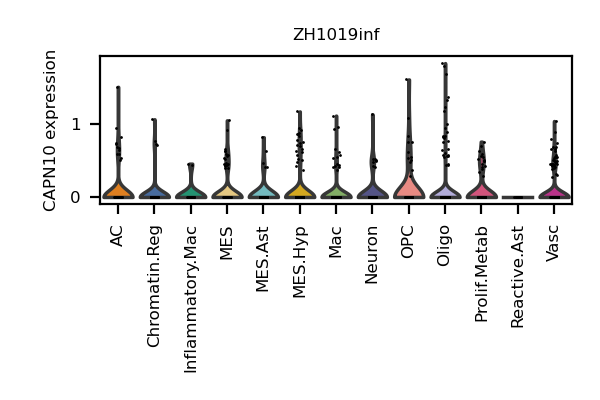 ZH1019inf
CAPN10 expression
1
0
AC
Chromatin.Reg
Inflammatory.Mac
MES
MES.Ast
MES.Hyp
Mac
Neuron
OPC
Oligo
Prolif.Metab
Reactive.Ast
Vasc